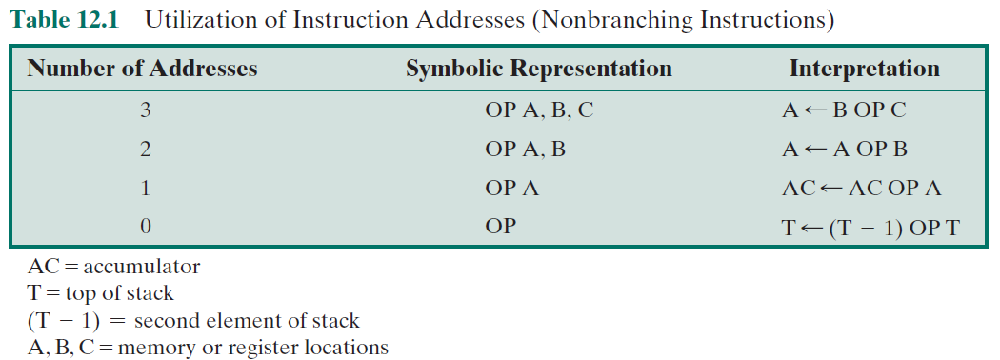 Table 12.1 Utilization of Instruction Addresses (Nonbranching Instructions)
Number of Addresses Symbolic Representation Interpretation
3 OP A, B, C A ← B OP C
2 OP A, B A ← A OP B
1 OP A AC ← AC OP A
0 OP T ← (T − 1) OP T
AC = accumulator
T = top of stack
(T − 1) = second element of stack
A, B, C = memory or register locations